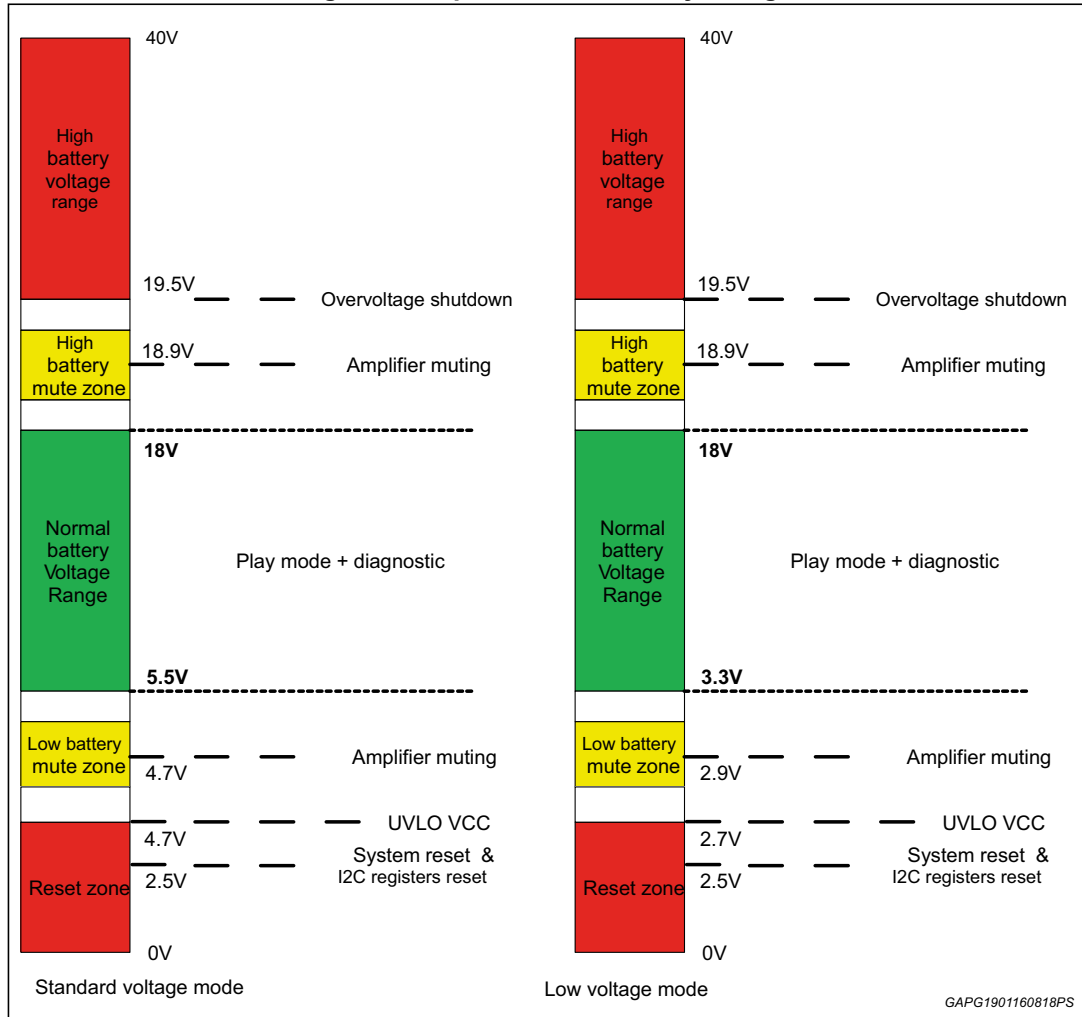 40V
High
battery
voltage
range
19.5V
Overvoltage shutdown
High
battery
mute zone
18.9V
Amplifier muting
18V
Normal
battery
Voltage
Range
Play mode + diagnostic
5.5V
Low battery
mute zone
Amplifier muting
4.7V
UVLO VCC
4.7V
System reset &
I2C registers reset
2.5V
Reset zone
0V
Standard voltage mode
40V
High
battery
voltage
range
19.5V
Overvoltage shutdown
High
battery
mute zone
18.9V
Amplifier muting
18V
Normal
battery
Voltage
Range
Play mode + diagnostic
3.3V
Low battery
mute zone
Amplifier muting
2.9V
UVLO VCC
2.7V
System reset &
I2C registers reset
2.5V
Reset zone
0V
Low voltage mode
GAPG1901160818PS